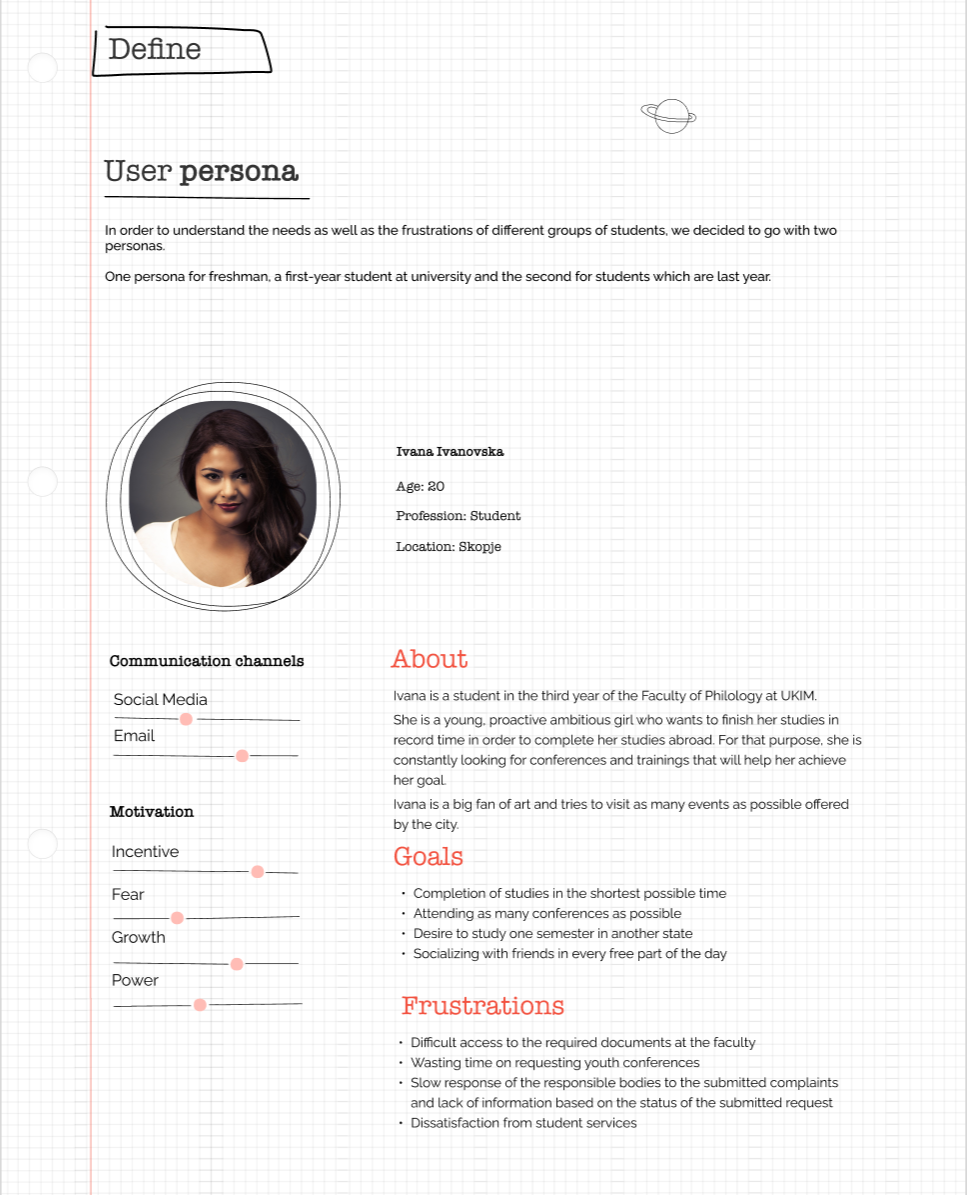 Define
User persona
In order to understand the needs as well as the frustrations of different groups of students, we decided to go with two
personas.
One persona for freshman, a first-year student at university and the second for students which are last year.
Ivana Ivanovska
Age: 20
Profession: Student
Location: Skopje
Communication channels
Social Media
Email
Motivation
Incentive
Fear
Growth
Power
About
Ivana is a student in the third year of the Faculty of Philology at UKIM.
She is a young, proactive ambitious girl who wants to finish her studies in
record time in order to complete her studies abroad. For that purpose, she is
constantly looking for conferences and trainings that will help her achieve
her goal.
Ivana is a big fan of art and tries to visit as many events as possible offered
by the city.
Goals
• Completion of studies in the shortest possible time
• Attending as many conferences as possible
• Desire to study one semester in another state
• Socializing with friends in every free part of the day
Frustrations
• Difficult access to the required documents at the faculty
• Wasting time on requesting youth conferences
• Slow response of the responsible bodies to the submitted complaints
and lack of information based on the status of the submitted request
• Dissatisfaction from student services